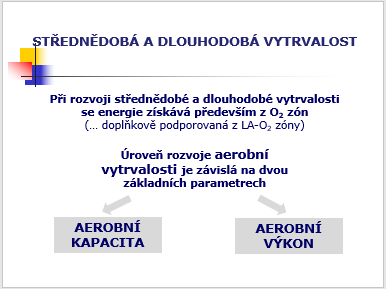 STŘEDNĚDOBÁ A DLOUHODOBÁ VYTRVALOST
Při rozvoji střednědobé a dlouhodobé vytrvalosti
se energie získává především z O₂ zón
(... doplňkově podporovaná z LA-O₂ zóny)
Úroveň rozvoje aerobní
vytrvalosti je závislá na dvou
základních parametrech
AEROBNÍ
KAPACITA
AEROBNÍ
VÝKON